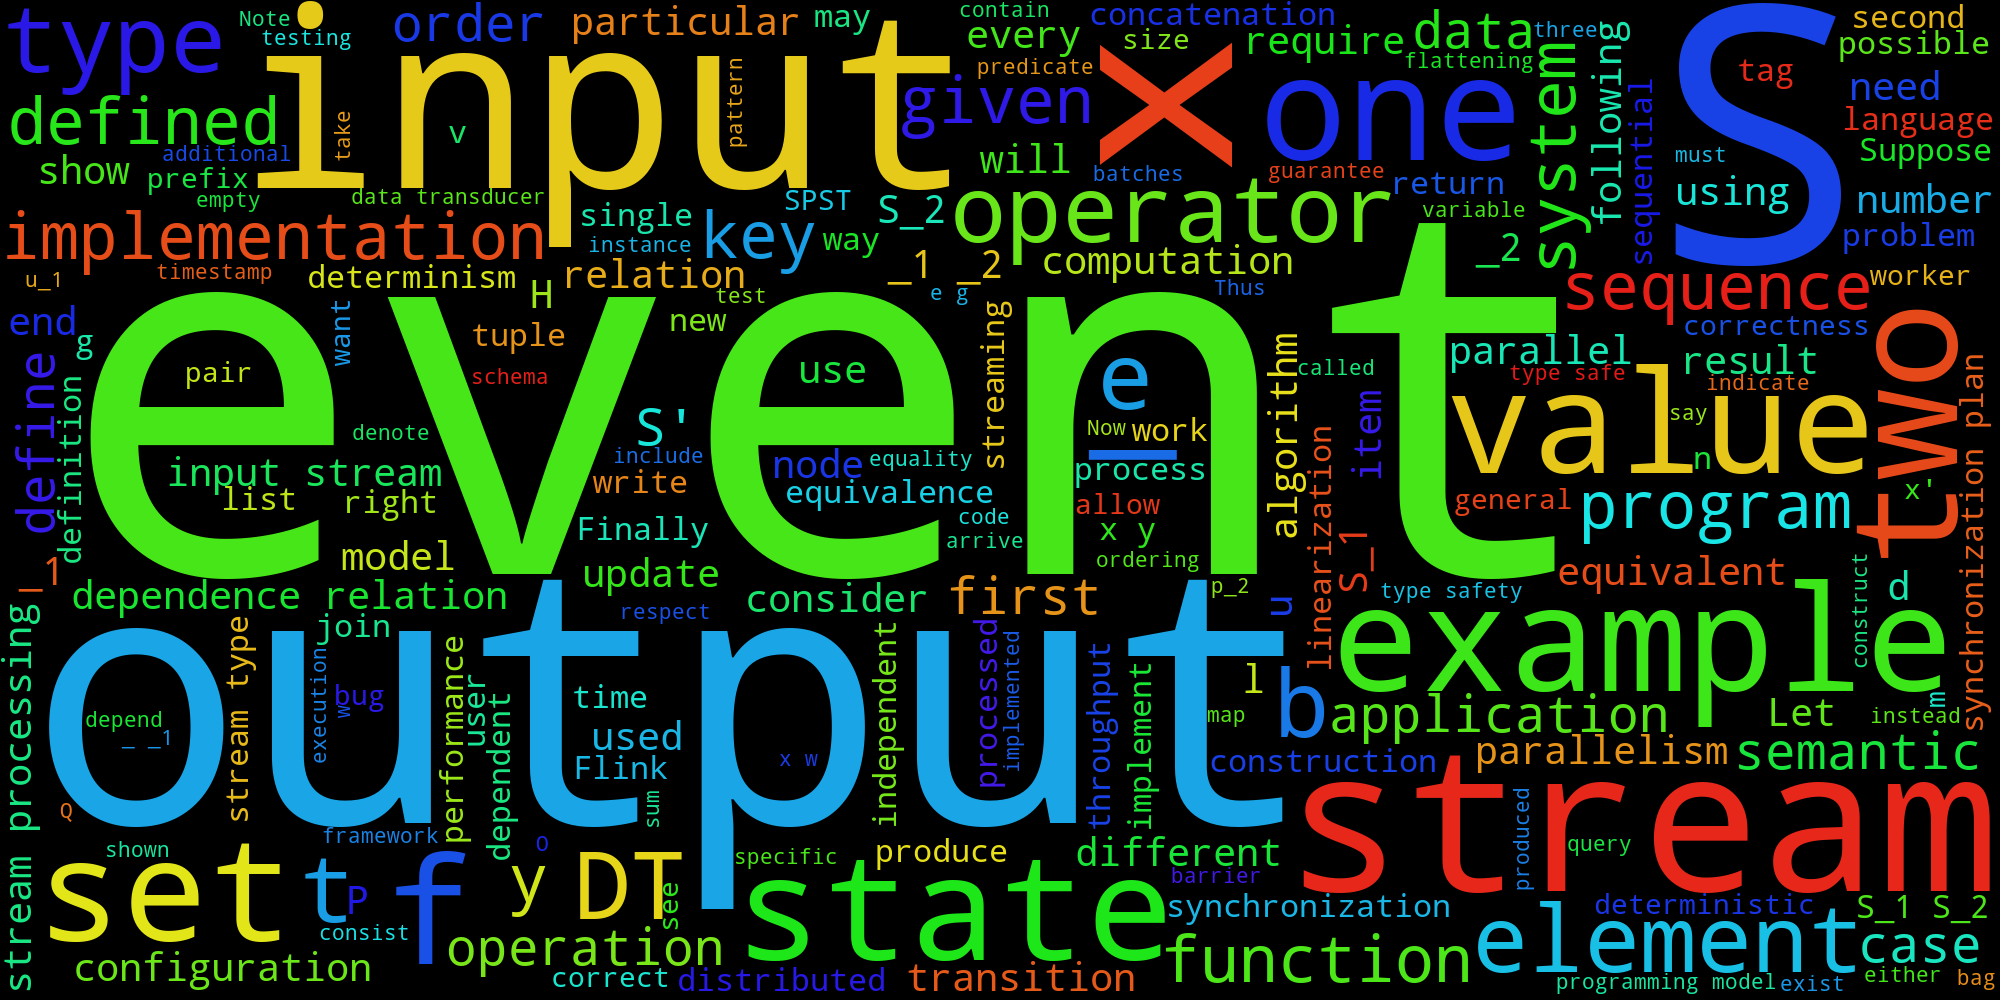 type
Note
testing
order
particular
may
contain
every
concatenation
size
require
data
three
second
possible
predicate
flattening
input
take
pattern
v
given
×
one
system
following
sequential
S
tag
need
language
Suppose
defined
show
additional
prefix
empty
data transducer
will
batches
guarantee
return
must
using
number
problem
implementation
single
instance
key
SPST
S_2
way
operator
variable
_2
u_1
timestamp
determinism
H
relation
_1 _2
e g
computation
Thus
sequence
worker
end
want
tuple
test
new
streaming
correctness
event
define
definition
g
pair
schema
use
e
Now
work
_
algorithm
called
parallel
type safe
result
indicate
two
denote
S'
include
node
equality
process
linearization
item
value
say
n
synchronization plan
input stream
list
right
write
equivalence
code
arrive
allow
x y
ordering
general
program
x'
Finally
model
update
_1
S_1
equivalent
dependence relation
consider
first
respect
p_2
u
type safety
construct
d
example
stream processing
join
output
stream type
execution
bug
w
performance
user
dependent
time
used
Flink
independent
processed
implemented
throughput
implement
l
map
b
application
Let
instead
m
depend
_ _1
x w
construction
parallelism
semantic
Q
framework
sum
O
specific
produce
different
stream
produced
query
shown
set
t
P
f
y
DT
see
state
barrier
synchronization
deterministic
S_1 S_2
consist
configuration
operation
correct
distributed
transition
function
element
case
programming model
exist
either
bag